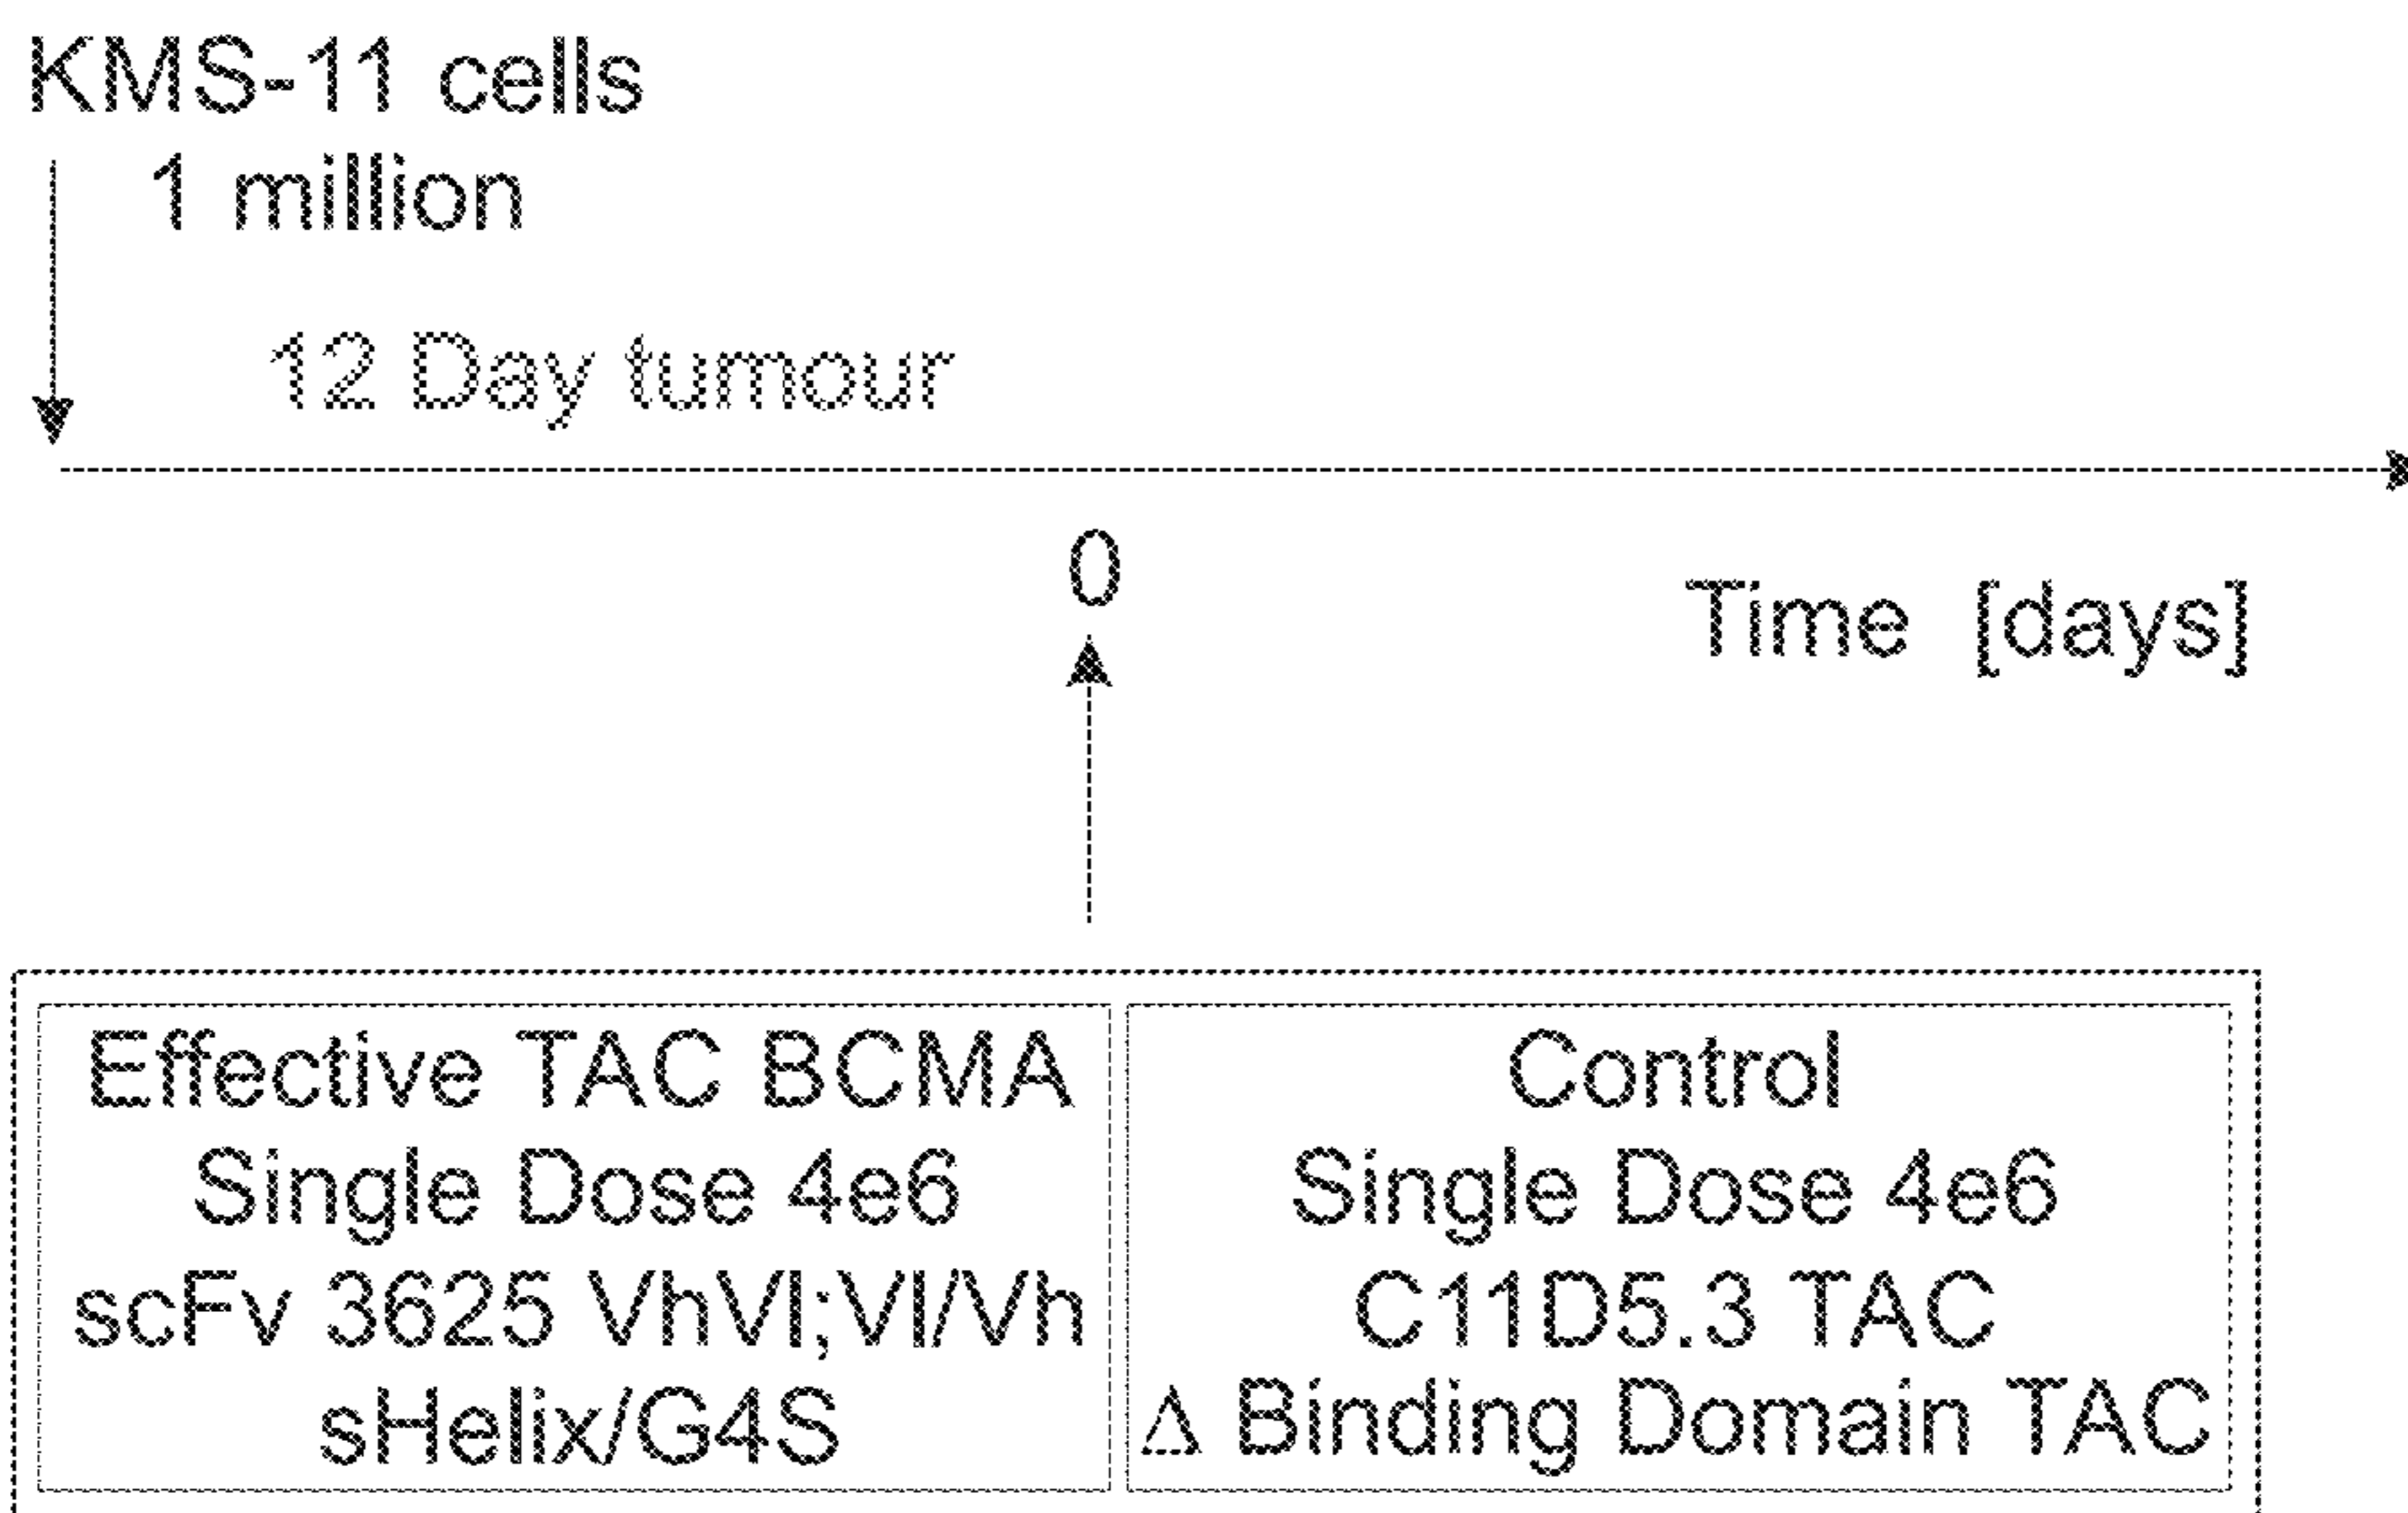 KMS-11 cells
1 million
12 Day tumour
0
Time [days]
Effective TAC BCMA
Single Dose 4e6
scFv 3625 VhVl;Vl/Vh
sHelix/G4S
Control
Single Dose 4e6
C11D5.3 TAC
Δ Binding Domain TAC